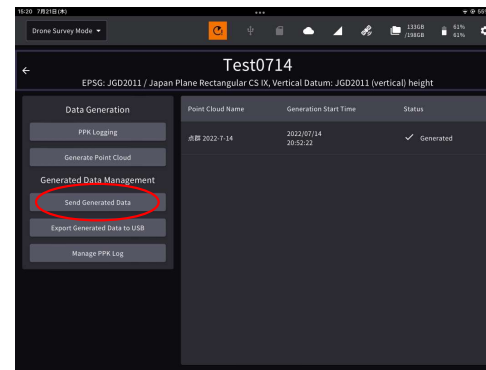 15:20 7月21日(木)
55%
Drone Survey Mode
133GB
/198GB
61%
61%
Test0714
EPSG: JGD2011 / Japan Plane Rectangular CS IX, Vertical Datum: JGD2011 (vertical) height
Data Generation
PPK Logging
Generate Point Cloud
Generated Data Management
Send Generated Data
Export Generated Data to USB
Manage PPK Log
Point Cloud Name
Generation Start Time
Status
点群 2022-7-14
2022/07/14
20:52:22
Generated